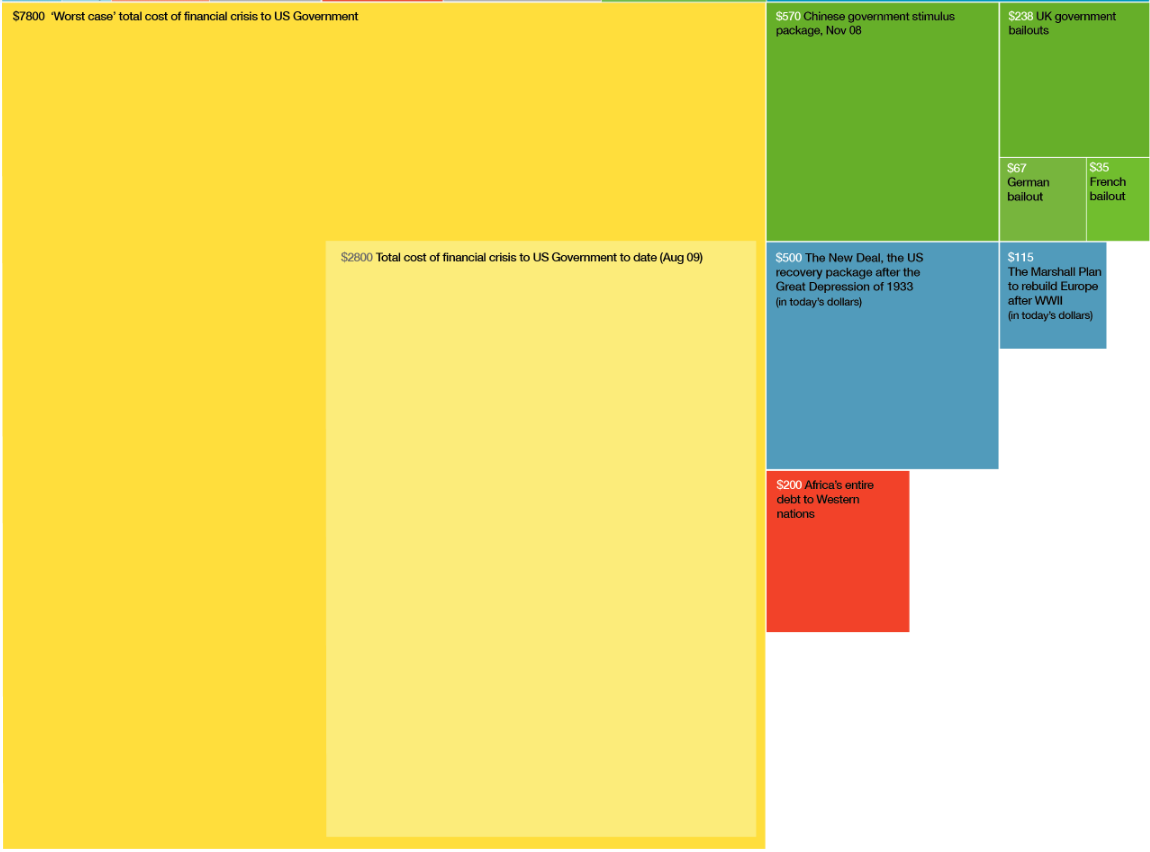 $7800 ‘Worst case’ total cost of financial crisis to US Government
$570 Chinese government stimulus
package, Nov 08
$238 UK government
bailouts
$67
German
bailout
$35
French
bailout
$2800 Total cost of financial crisis to US Government to date (Aug 09)
$500 The New Deal, the US
recovery package after the
Great Depression of 1933
(in today’s dollars)
$115
The Marshall Plan
to rebuild Europe
after WWII
(in today’s dollars)
$200 Africa’s entire
debt to Western
nations